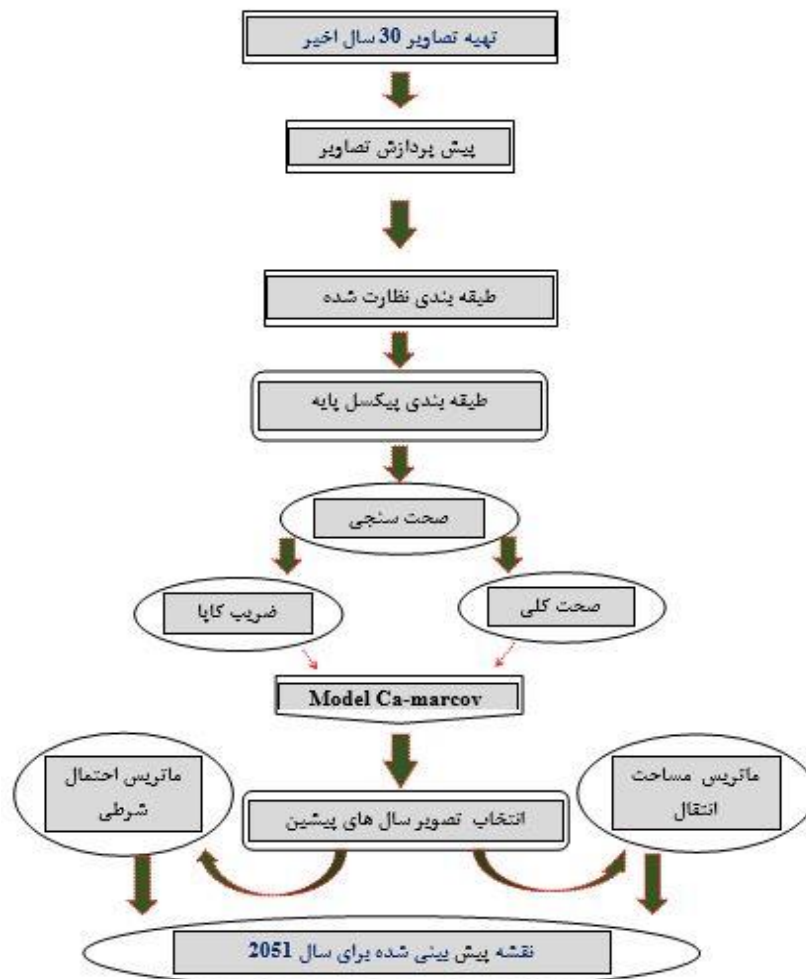 تهیه تصاویر 30 سال اخیر
پیش پردازش تصاویر
طیقه بندی نظارت شده
طیقه بندی پیکسل پایه
صحت سنجی
صحت کلی
ضریب کاپا
Model Ca-marcov
ماتریس مساحت
انتقال
انتخاب تصویر سال های پیشین
ماتریس احتمال
شرطی
نقشه پیش بینی شده برای سال 2051